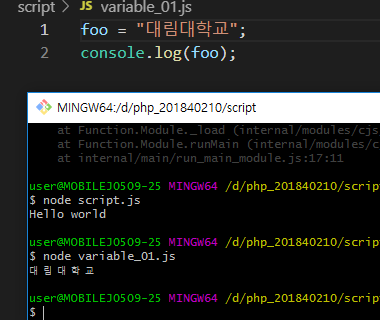 script > JS variable_01.js
1 foo = "대림대학교";
2 console.log(foo);
MINGW64:/d/php_201840210/script
at Function.Module._load (internal/modules/cjs
at Function.Module.runMain (internal/modules/c
at internal/main/run_main_module.js:17:11
user@MOBILEJ0509-25 MINGW64 /d/php_201840210/script
$ node script.js
Hello world
user@MOBILEJ0509-25 MINGW64 /d/php_201840210/script
$ node variable_01.js
대림대학교
user@MOBILEJ0509-25 MINGW64 /d/php_201840210/script
$